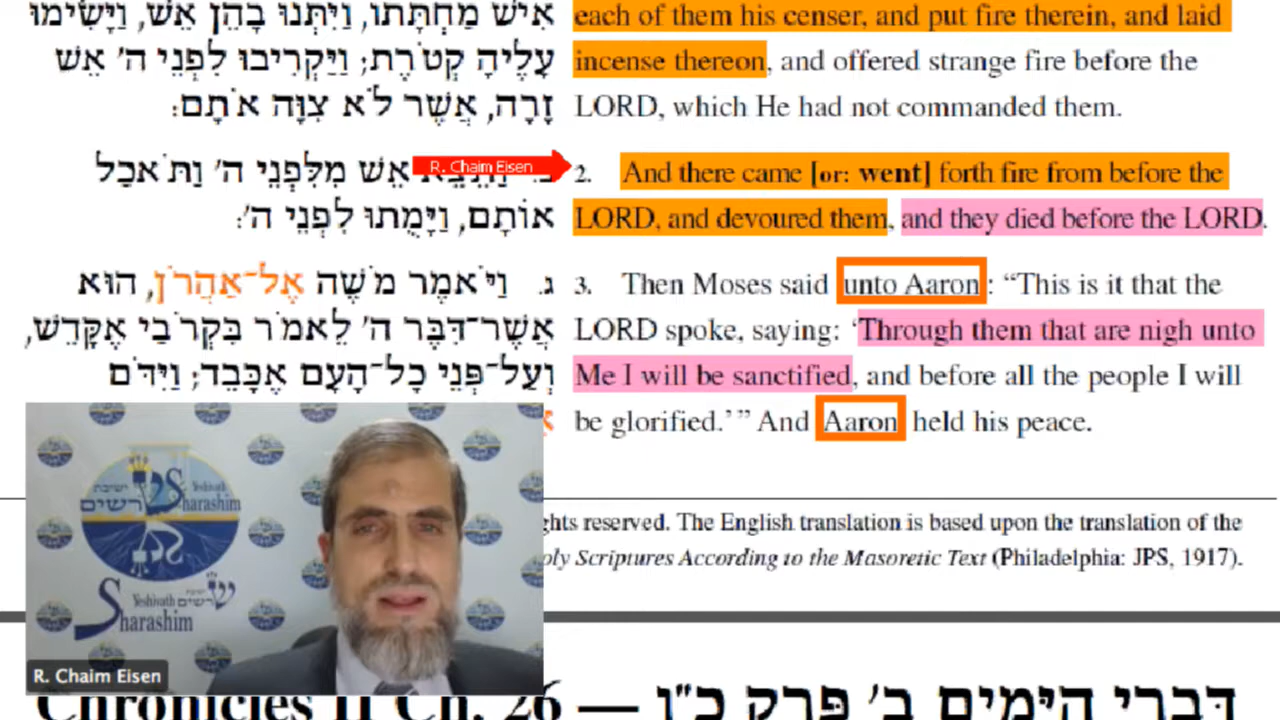 אִישׁ מַחְתָּתוֹ, וַיִּתְּנוּ בָהֵן אֵשׁ, וַיָּשִׂימוּ
עָלֶיהָ קְטֹרֶת; וַיַּקְרִיבוּ לִפְנֵי ה׳ אֵשׁ
זָרָה, אֲשֶׁר לֹא צִוָּה אֹתָם:
each of them his censer, and put fire therein, and laid
incense thereon, and offered strange fire before the
LORD, which He had not commanded them.
אֵשׁ מִלִּפְנֵי ה׳ וַתֹּאכַל
אוֹתָם, וַיָּמֻתוּ לִפְנֵי ה׳:
R. Chaim Eisen
2. And there came [or: went] forth fire from before the
LORD, and devoured them, and they died before the LORD.
ג. וַיֹּאמֶר מֹשֶׁה אֶל־אַהֲרֹן, הוּא
אֲשֶׁר־דִּבֶּר ה׳ לֵאמֹר בִּקְרֹבַי אֶקָּדֵשׁ,
וְעַל־פְּנֵי כָל־הָעָם אֶכָּבֵד; וַיִּדֹּם
3. Then Moses said unto Aaron: “This is it that the
LORD spoke, saying: ‘Through them that are nigh unto
Me I will be sanctified, and before all the people I will
be glorified.’” And Aaron held his peace.
rights reserved. The English translation is based upon the translation of the
Scriptures According to the Masoretic Text (Philadelphia: JPS, 1917).
ישיבת
שרשים
Yeshivath
Sharashim
Yeshivath שרשים
Sharashim
R. Chaim Eisen
Chronicles II Ch. 26 — דִּבְרֵי הַיָּמִים ב׳ פֶּרֶק כ״ו